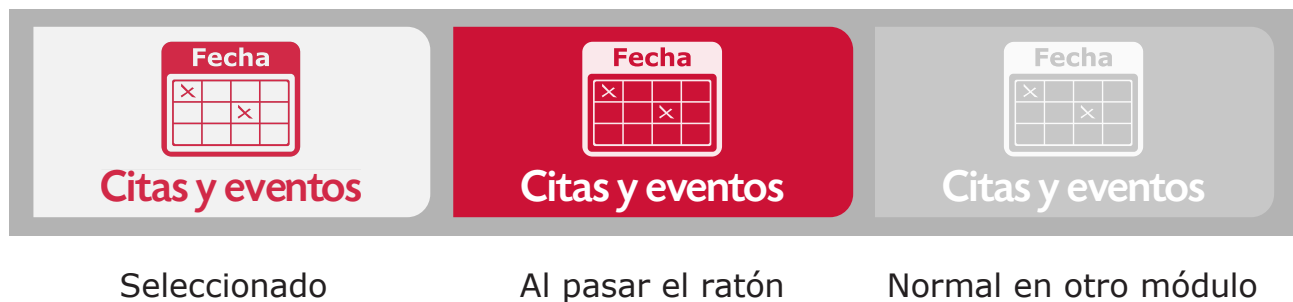 Fecha
Citas y eventos
Fecha
Citas y eventos
Fecha
Citas y eventos
Seleccionado
Al pasar el ratón
Normal en otro módulo